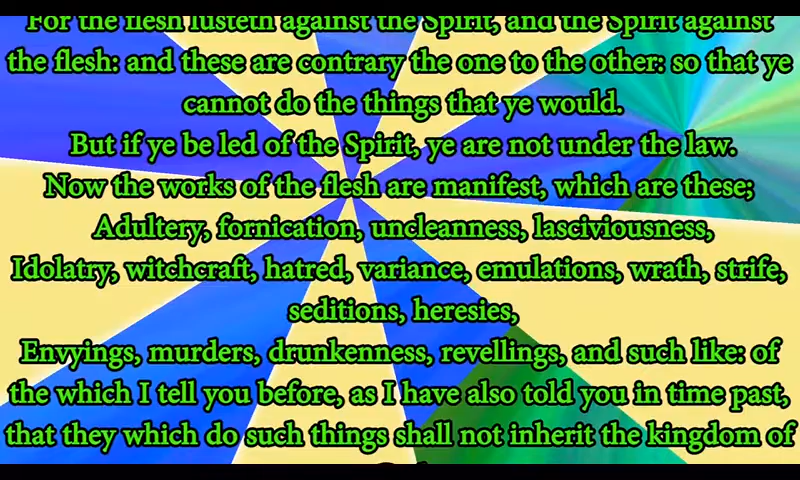 For the flesh lusteth against the Spirit, and the Spirit against
the flesh: and these are contrary the one to the other: so that ye
cannot do the things that ye would.
But if ye be led of the Spirit, ye are not under the law.
Now the works of the flesh are manifest, which are these;
Adultery, fornication, uncleanness, lasciviousness,
Idolatry, witchcraft, hatred, variance, emulations, wrath, strife,
seditions, heresies,
Envyings, murders, drunkenness, revellings, and such like: of
the which I tell you before, as I have also told you in time past,
that they which do such things shall not inherit the kingdom of